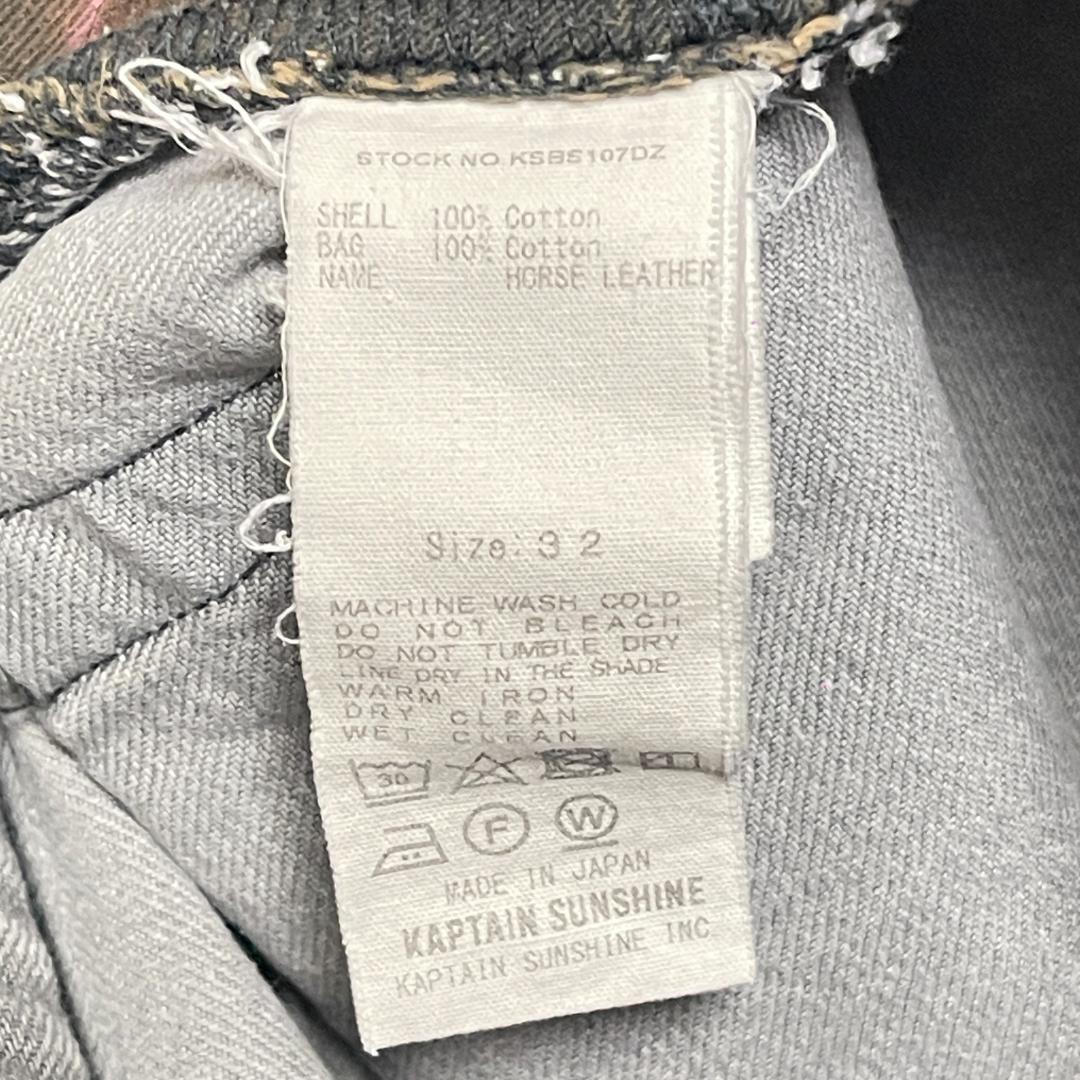 STOCK NO.KSBS107DZ
SHELL 100% Cotton
BAG 100% Cotton
NAME HORSE LEATHER
Size:32
MACHINE WASH COLD
DO NOT BLEACH
DO NOT TUMBLE DRY
LINE DRY IN THE SHADE
WARM IRON
DRY CLEAN
WET CLEAN
30
F W
MADE IN JAPAN
KAPTAIN SUNSHINE
KAPTAIN SUNSHINE INC.